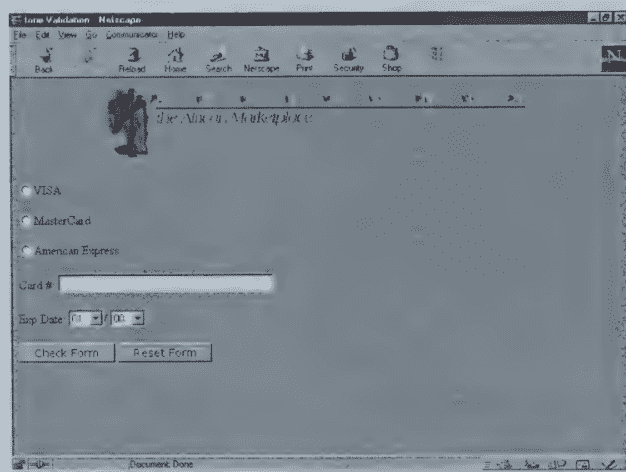 Form Validation - Netscape
File Edit View Go Communicator Help
Back Reload Home Search Netscape Print Security Shop
N
the Marketplace
VISA
MasterCard
American Express
Card #
Exp Date 01 / 00
Check Form Reset Form
Document: Done